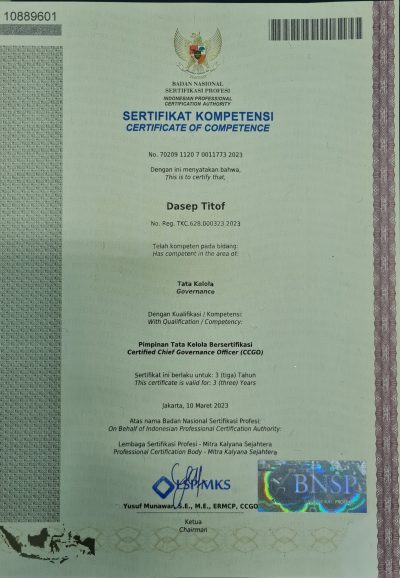 10889601
BADAN NASIONAL
SERTIFIKASI PROFESI
INDONESIAN PROFESSIONAL
CERTIFICATION AUTHORITY
SERTIFIKAT KOMPETENSI
CERTIFICATE OF COMPETENCE
No. 70209 1120 7 0011773 2023
Dengan ini menyatakan bahwa,
This is to certify that,
Dasep Titof
No. Reg. TKC.628.000323 2023
Telah kompeten pada bidang:
Has competent in the area of:
Tata Kelola
Governance
Dengan Kualifikasi / Kompetensi:
With Qualification / Competency:
Pimpinan Tata Kelola Bersertifikasi
Certified Chief Governance Officer (CCGO)
Sertifikat ini berlaku untuk: 3 (tiga) Tahun
This certificate is valid for: 3 (three) Years
Jakarta, 10 Maret 2023
Atas nama Badan Nasional Sertifikasi Profesi:
On Behalf of Indonesian Professional Certification Authority:
Lembaga Sertifikasi Profesi - Mitra Kalyana Sejahtera
Professional Certification Body - Mitra Kalyana Sejahtera
LSP MKS
BNSP
Yusuf Munawar, S.E., M.E., ERMCP, CCGO
Ketua
Chairman